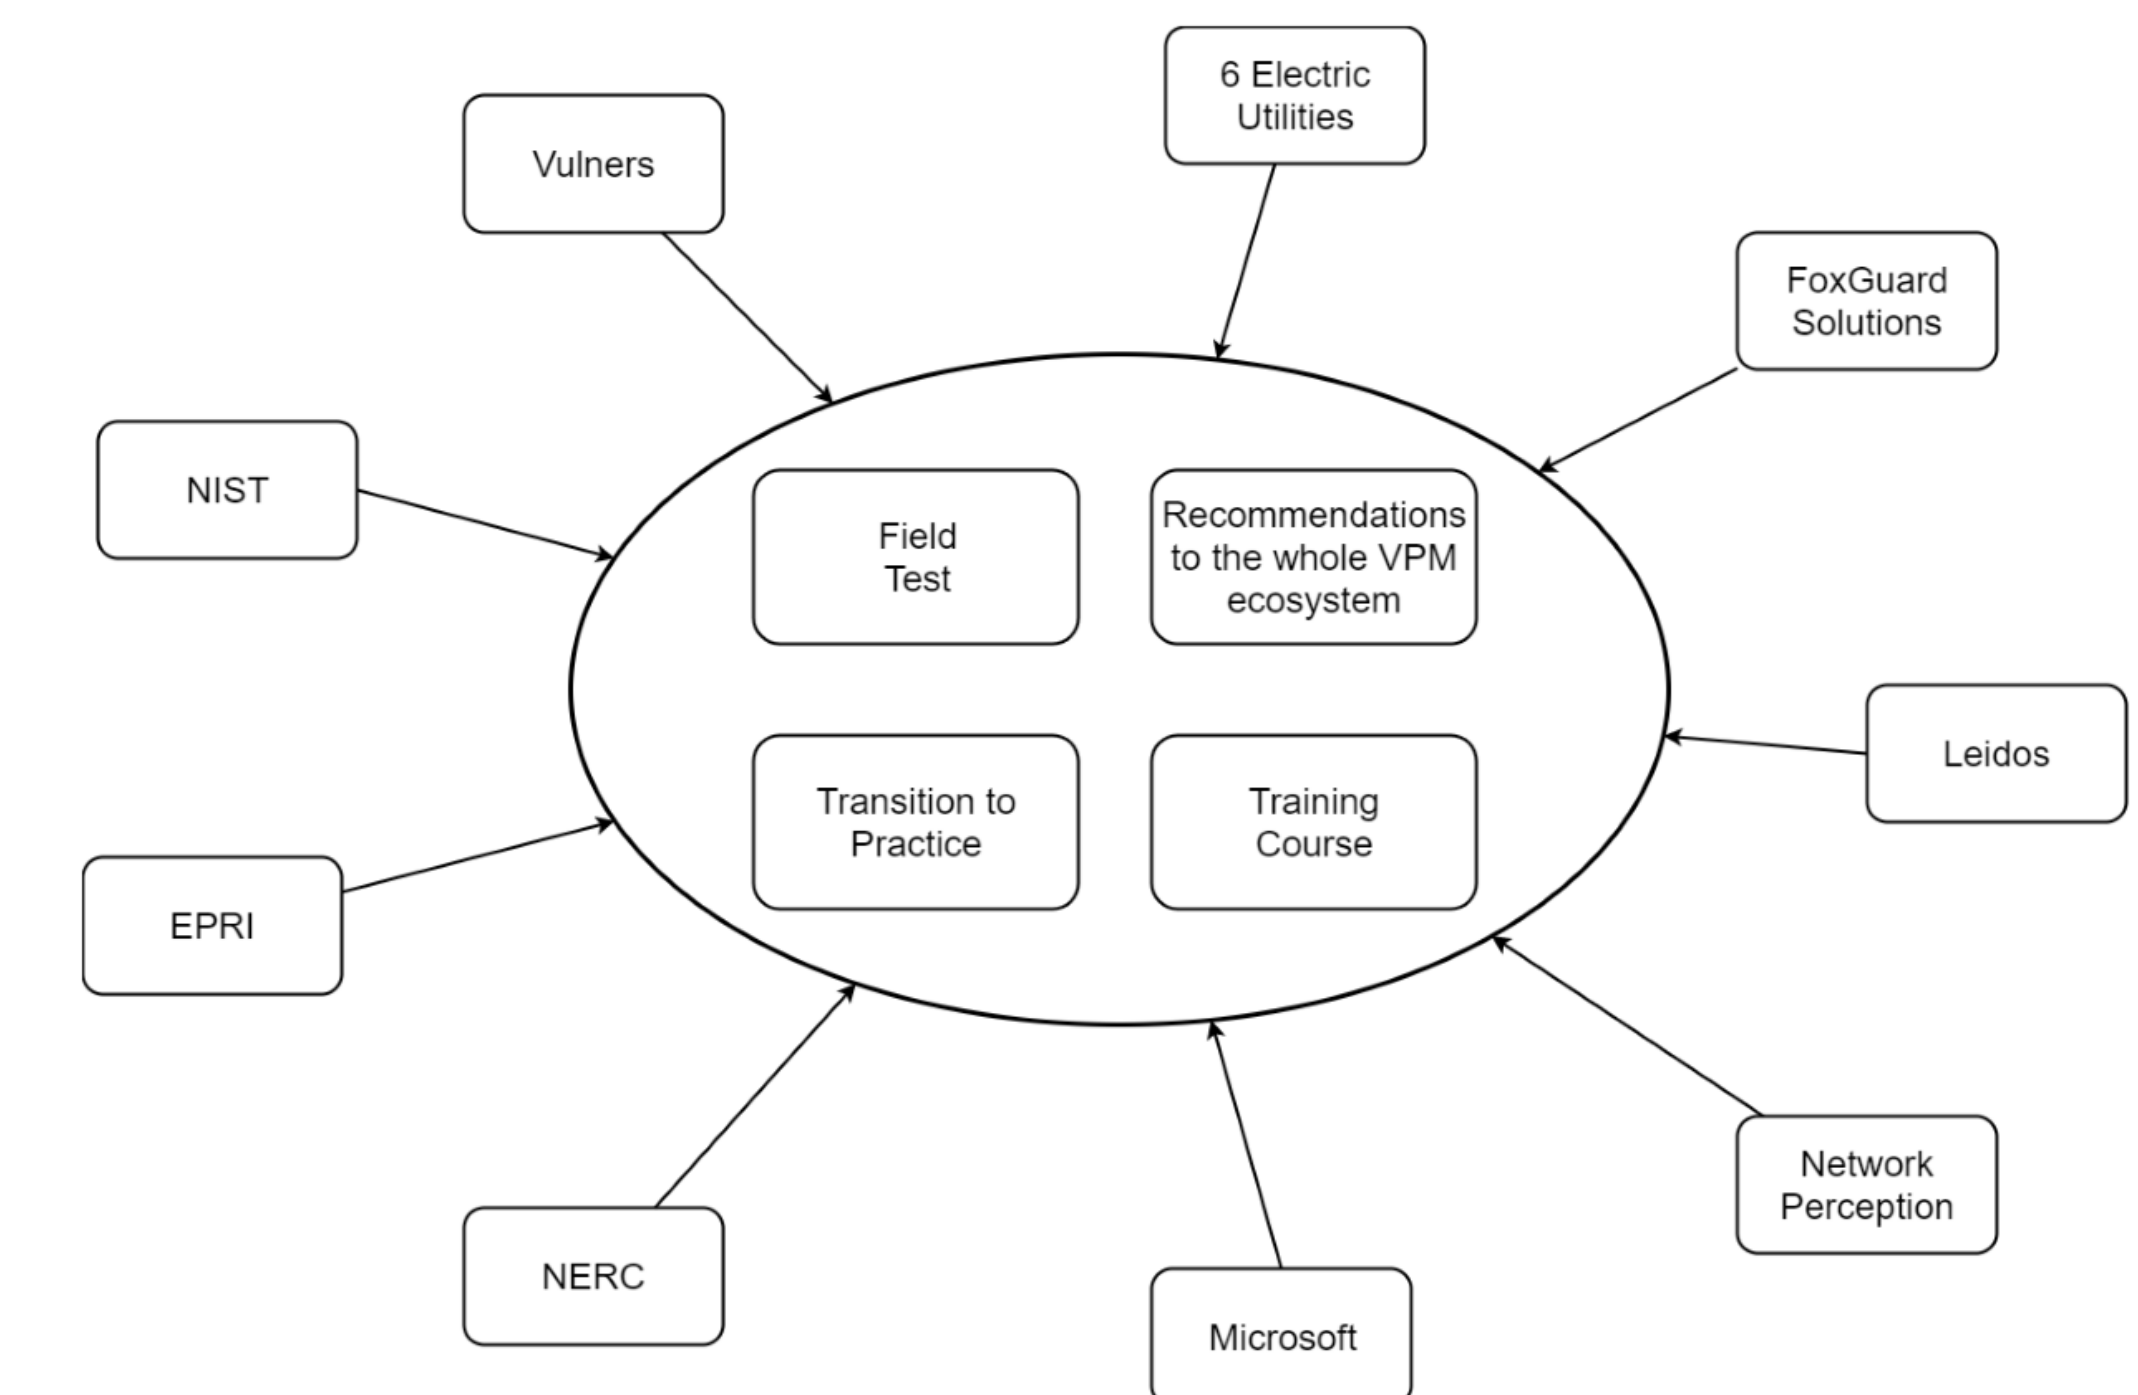 6 Electric
Utilities
Vulners
FoxGuard
Solutions
NIST
Field
Test
Recommendations
to the whole VPM
ecosystem
Leidos
Transition to
Practice
Training
Course
EPRI
Network
Perception
NERC
Microsoft